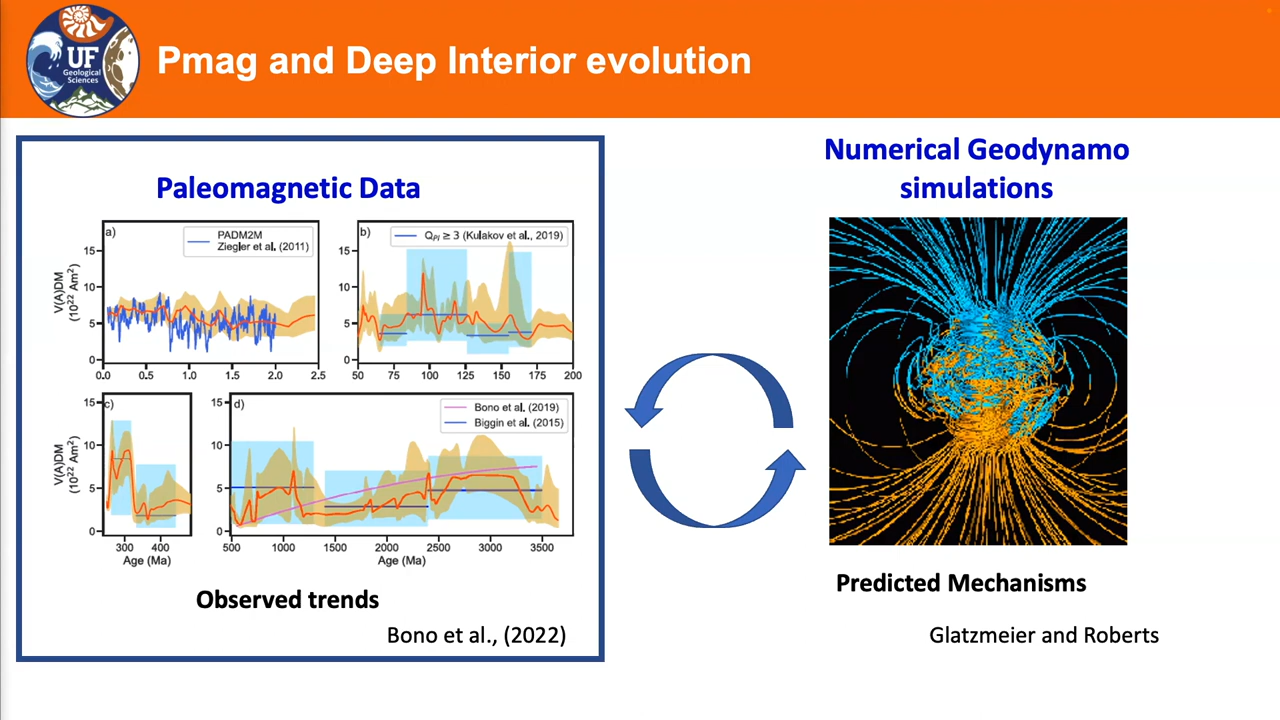 UF
Geological
Sciences
Pmag and Deep Interior evolution
Paleomagnetic Data
a)
PADM2M
Ziegler et al. (2011)
V(A)DM
(10²² Am²)
15
10
5
0
0.0 0.5 1.0 1.5 2.0 2.5
b)
Q_PI ≥ 3 (Kulakov et al., 2019)
15
10
5
0
50 75 100 125 150 175 200
c)
V(A)DM
(10²² Am²)
15
10
5
0
300 400
Age (Ma)
d)
Bono et al. (2019)
Biggin et al. (2015)
15
10
5
0
500 1000 1500 2000 2500 3000 3500
Age (Ma)
Observed trends
Bono et al., (2022)
Numerical Geodynamo
simulations
Predicted Mechanisms
Glatzmeier and Roberts